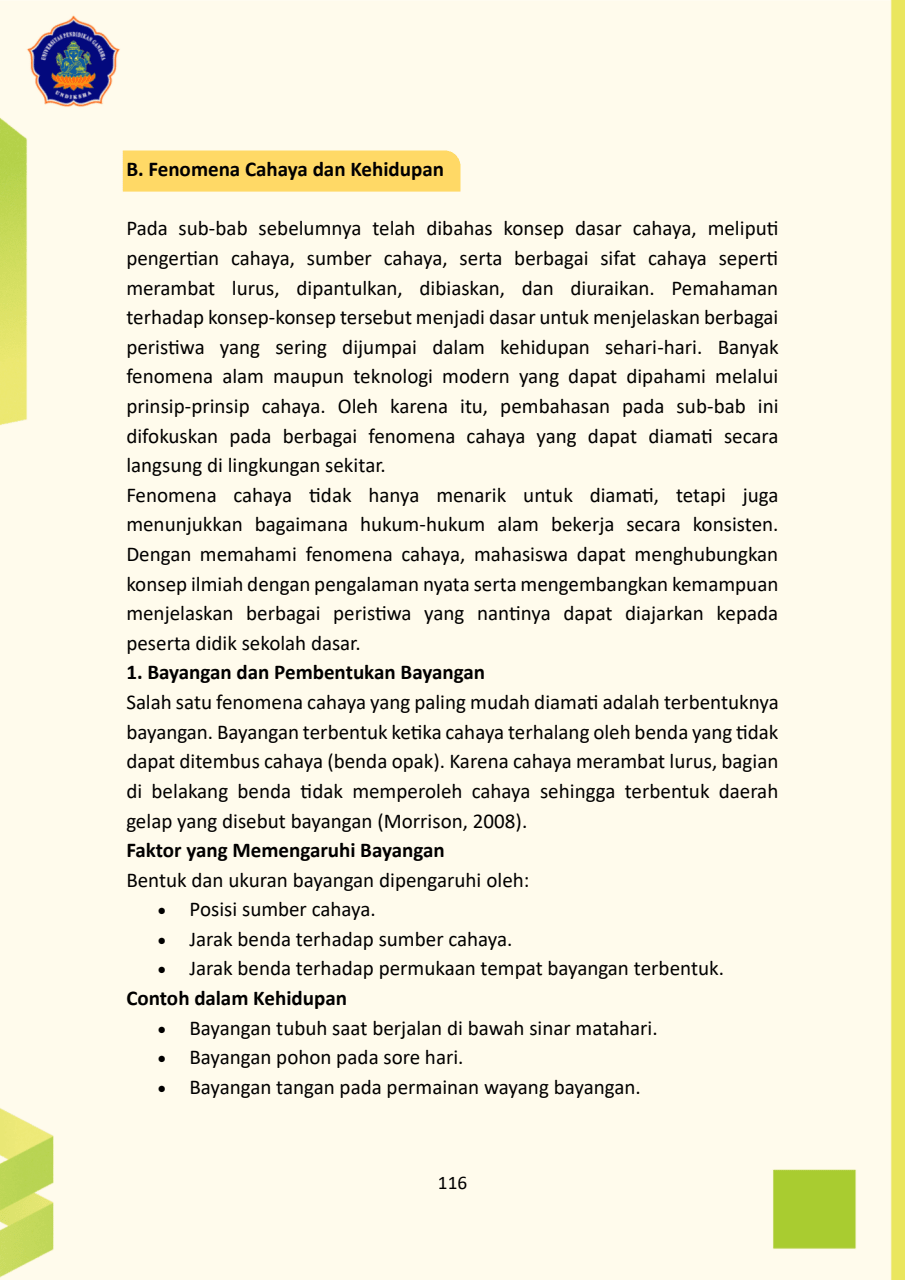 UNIVERSITAS PENDIDIKAN GANESHA
UNDIKSHA
B. Fenomena Cahaya dan Kehidupan
Pada sub-bab sebelumnya telah dibahas konsep dasar cahaya, meliputi
pengertian cahaya, sumber cahaya, serta berbagai sifat cahaya seperti
merambat lurus, dipantulkan, dibiaskan, dan diuraikan. Pemahaman
terhadap konsep-konsep tersebut menjadi dasar untuk menjelaskan berbagai
peristiwa yang sering dijumpai dalam kehidupan sehari-hari. Banyak
fenomena alam maupun teknologi modern yang dapat dipahami melalui
prinsip-prinsip cahaya. Oleh karena itu, pembahasan pada sub-bab ini
difokuskan pada berbagai fenomena cahaya yang dapat diamati secara
langsung di lingkungan sekitar.
Fenomena cahaya tidak hanya menarik untuk diamati, tetapi juga
menunjukkan bagaimana hukum-hukum alam bekerja secara konsisten.
Dengan memahami fenomena cahaya, mahasiswa dapat menghubungkan
konsep ilmiah dengan pengalaman nyata serta mengembangkan kemampuan
menjelaskan berbagai peristiwa yang nantinya dapat diajarkan kepada
peserta didik sekolah dasar.
1. Bayangan dan Pembentukan Bayangan
Salah satu fenomena cahaya yang paling mudah diamati adalah terbentuknya
bayangan. Bayangan terbentuk ketika cahaya terhalang oleh benda yang tidak
dapat ditembus cahaya (benda opak). Karena cahaya merambat lurus, bagian
di belakang benda tidak memperoleh cahaya sehingga terbentuk daerah
gelap yang disebut bayangan (Morrison, 2008).
Faktor yang Memengaruhi Bayangan
Bentuk dan ukuran bayangan dipengaruhi oleh:
• Posisi sumber cahaya.
• Jarak benda terhadap sumber cahaya.
• Jarak benda terhadap permukaan tempat bayangan terbentuk.
Contoh dalam Kehidupan
• Bayangan tubuh saat berjalan di bawah sinar matahari.
• Bayangan pohon pada sore hari.
• Bayangan tangan pada permainan wayang bayangan.
116